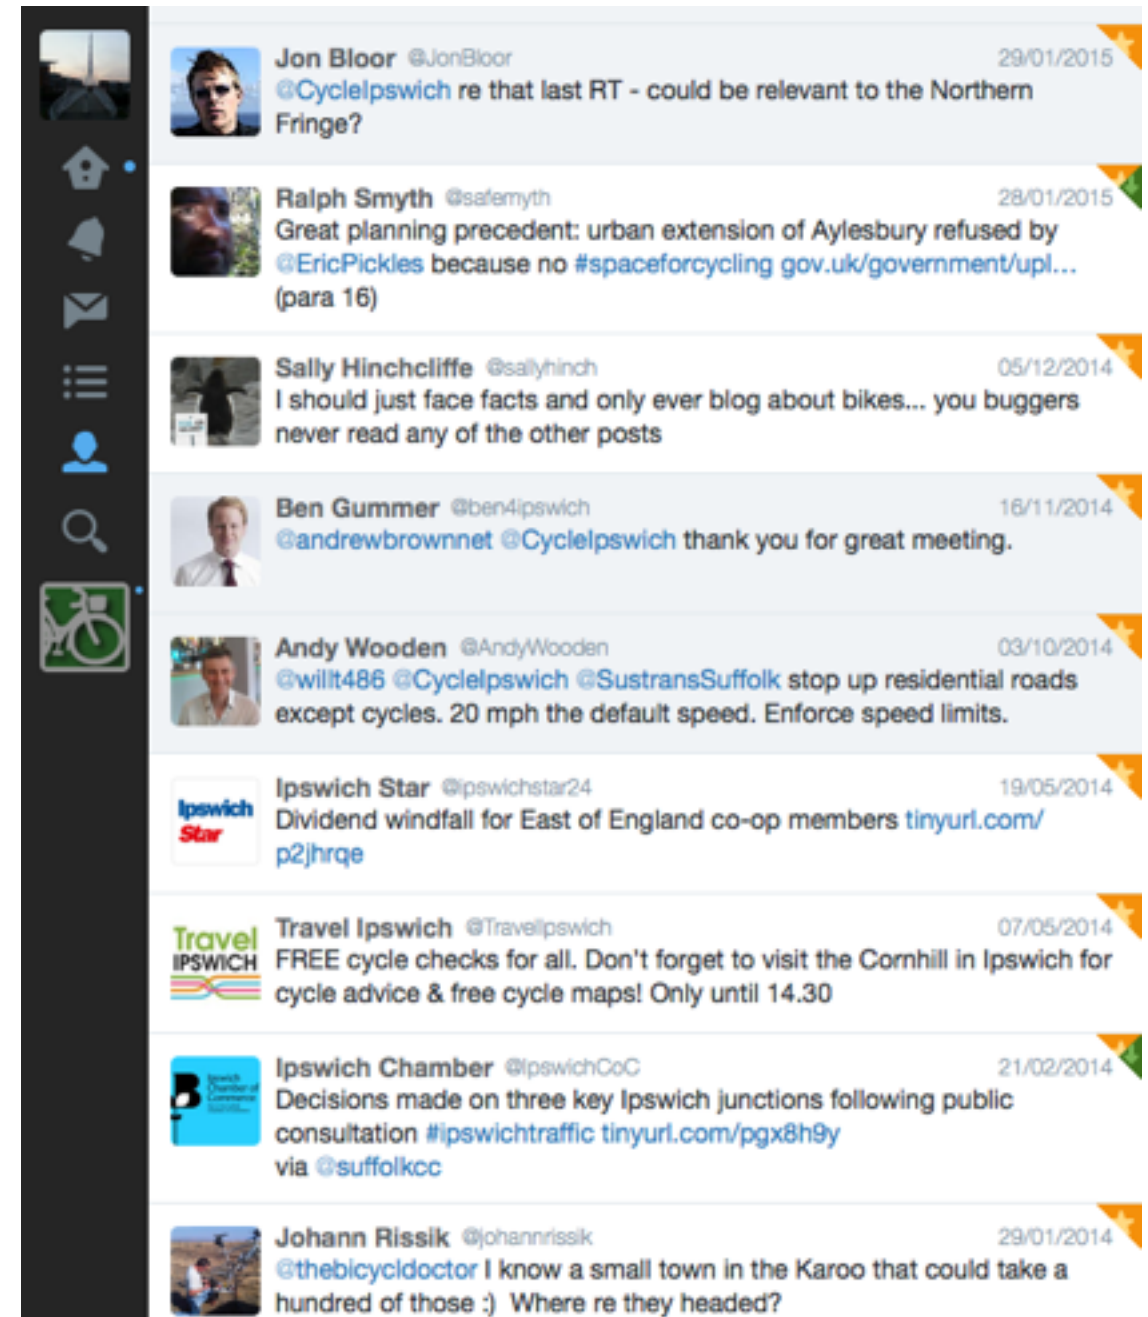 Jon Bloor @JonBloor 29/01/2015
@CycleIpswich re that last RT - could be relevant to the Northern
Fringe?
Ralph Smyth @safemyth 28/01/2015
Great planning precedent: urban extension of Aylesbury refused by
@EricPickles because no #spaceforcycling gov.uk/government/upl...
(para 16)
Sally Hinchcliffe @sallyhinch 05/12/2014
I should just face facts and only ever blog about bikes... you buggers
never read any of the other posts
Ben Gummer @ben4ipswich 16/11/2014
@andrewbrownnet @CycleIpswich thank you for great meeting.
Andy Wooden @AndyWooden 03/10/2014
@willt486 @CycleIpswich @SustransSuffolk stop up residential roads
except cycles. 20 mph the default speed. Enforce speed limits.
Ipswich
Star
Ipswich Star @ipswichstar24 19/05/2014
Dividend windfall for East of England co-op members tinyurl.com/
p2jhrqe
Travel
IPSWICH
Travel Ipswich @TravelIpswich 07/05/2014
FREE cycle checks for all. Don't forget to visit the Cornhill in Ipswich for
cycle advice & free cycle maps! Only until 14.30
Ipswich
Chamber of
Commerce
Ipswich Chamber @IpswichCoC 21/02/2014
Decisions made on three key Ipswich junctions following public
consultation #ipswichtraffic tinyurl.com/pgx8h9y
via @suffolkcc
Johann Rissik @johannrissik 29/01/2014
@thebicycldoctor I know a small town in the Karoo that could take a
hundred of those :)  Where re they headed?